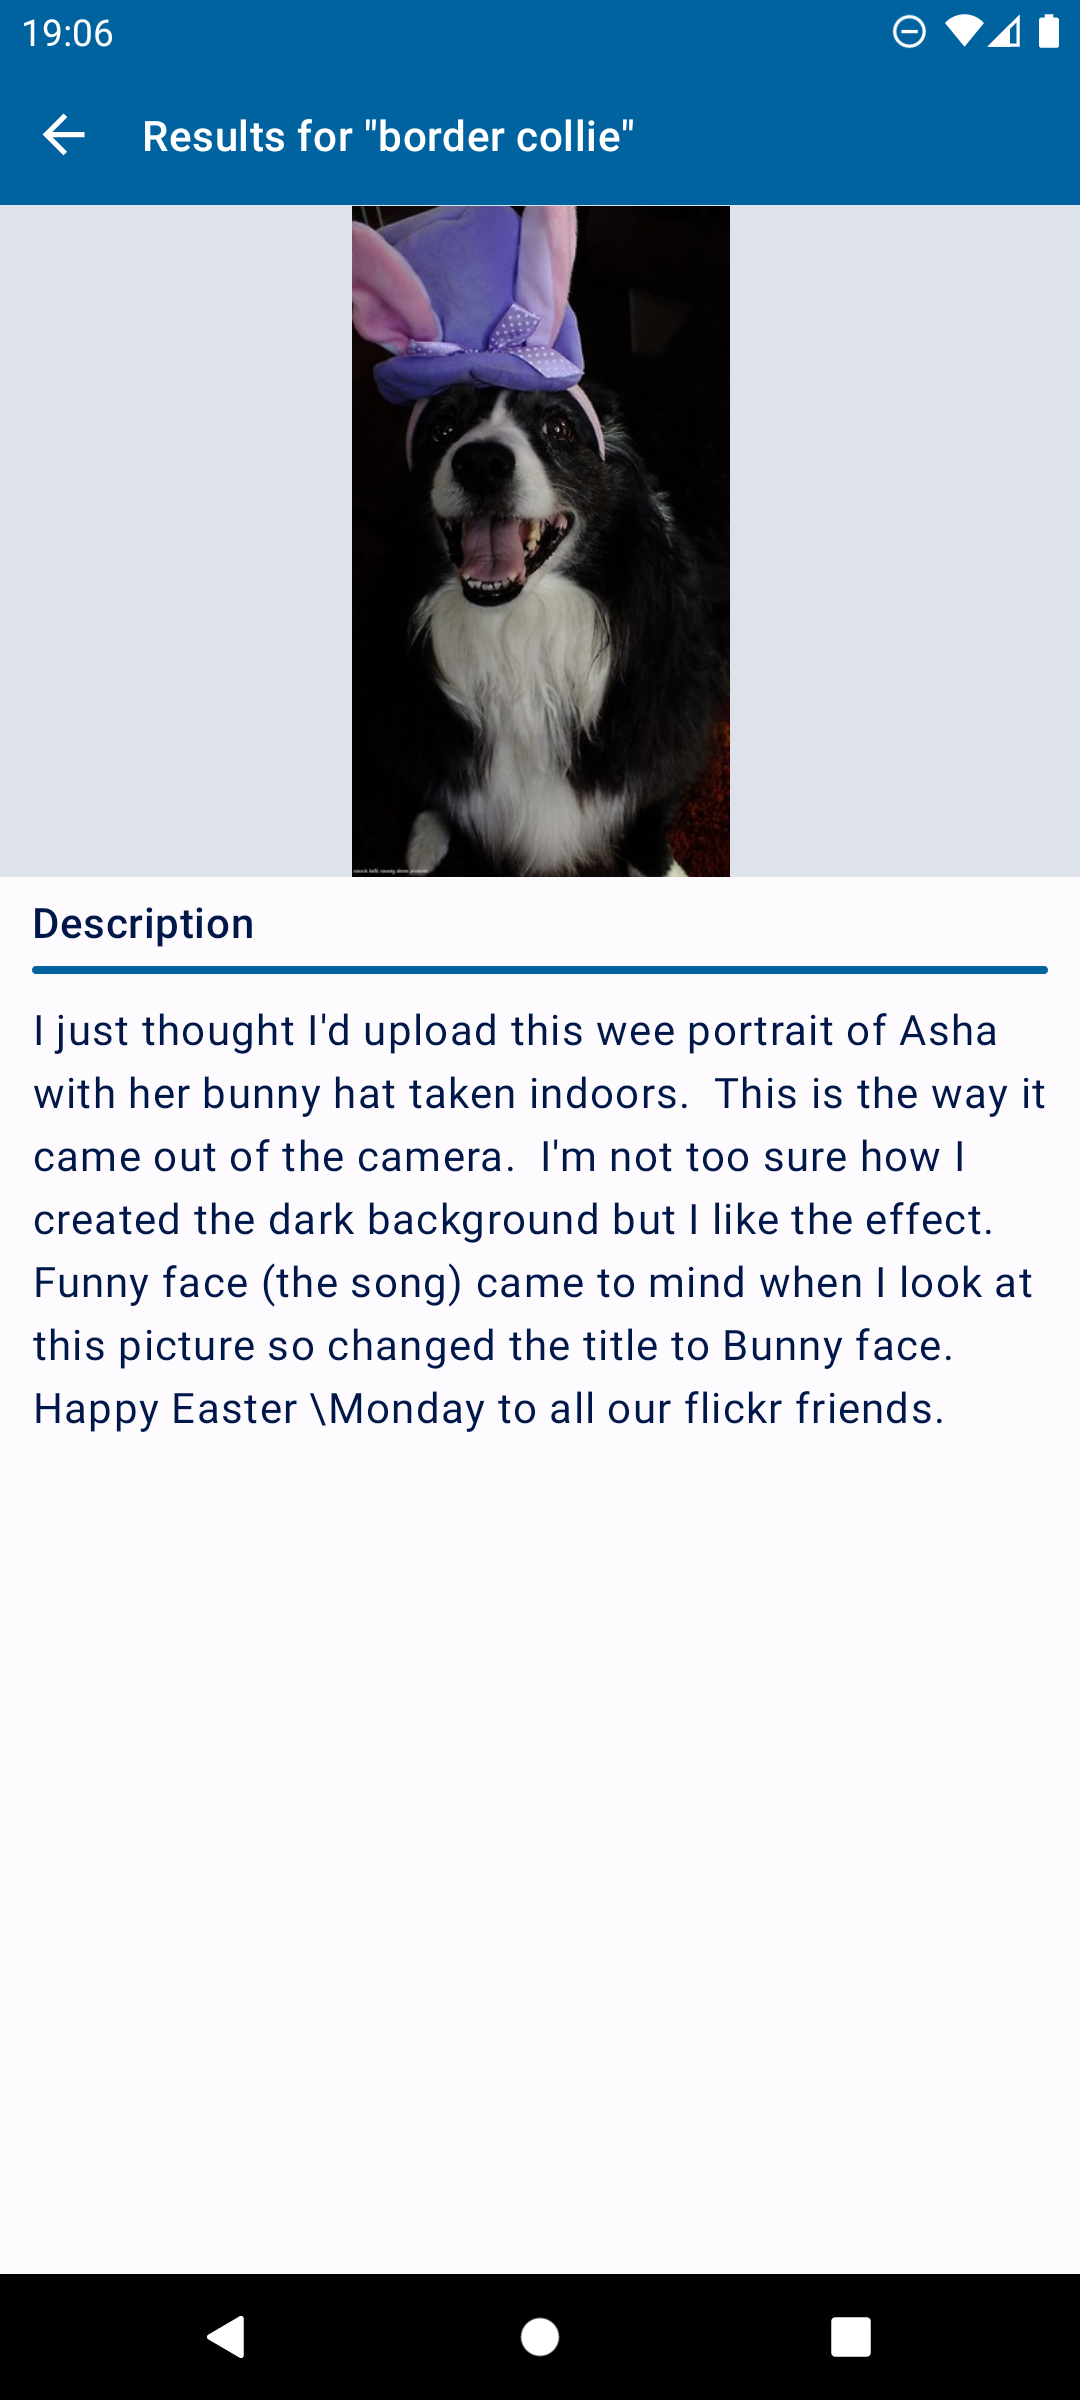 19:06
Results for "border collie"
Description
I just thought I'd upload this wee portrait of Asha
with her bunny hat taken indoors.  This is the way it
came out of the camera.  I'm not too sure how I
created the dark background but I like the effect.
Funny face (the song) came to mind when I look at
this picture so changed the title to Bunny face.
Happy Easter \Monday to all our flickr friends.